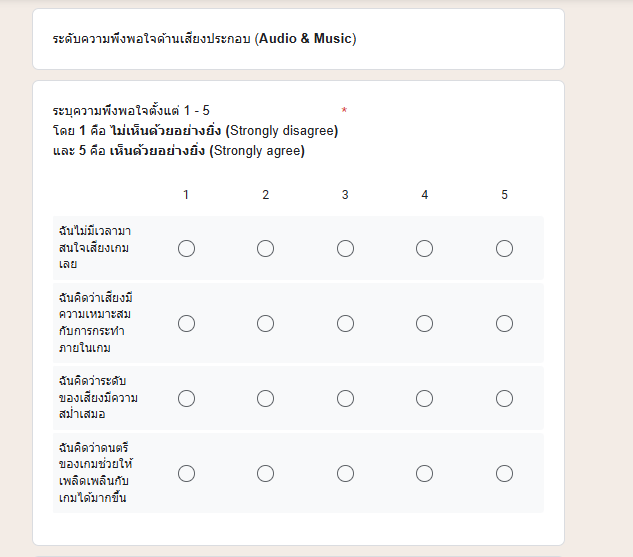 ระดับความพึงพอใจด้านเสียงประกอบ (Audio & Music)
ระบุความพึงพอใจตั้งแต่ 1 - 5 *
โดย 1 คือ ไม่เห็นด้วยอย่างยิ่ง (Strongly disagree)
และ 5 คือ เห็นด้วยอย่างยิ่ง (Strongly agree)
1 2 3 4 5
ฉันไม่มีเวลามา
สนใจเสียงเกม
เลย
ฉันคิดว่าเสียงมี
ความเหมาะสม
กับการกระทำ
ภายในเกม
ฉันคิดว่าระดับ
ของเสียงมีความ
สม่ำเสมอ
ฉันคิดว่าดนตรี
ของเกมช่วยให้
เพลิดเพลินกับ
เกมได้มากขึ้น